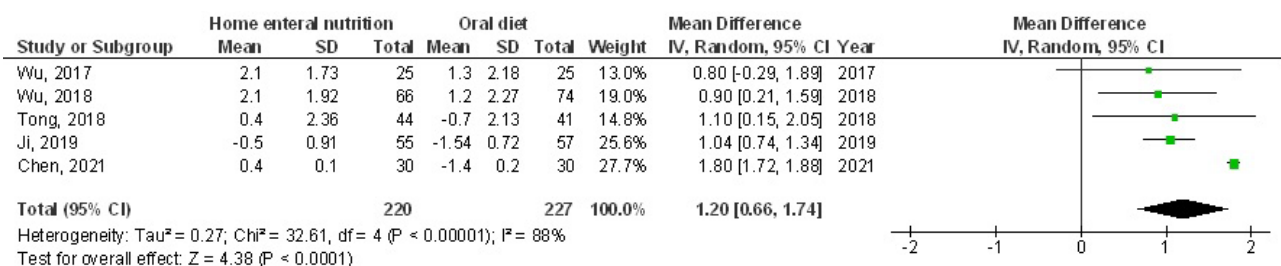 Home enteral nutrition Oral diet Mean Difference Mean Difference
Study or Subgroup Mean SD Total Mean SD Total Weight IV, Random, 95% CI Year IV, Random, 95% CI
Wu, 2017 2.1 1.73 25 1.3 2.18 25 13.0% 0.80 [-0.29, 1.89] 2017
Wu, 2018 2.1 1.92 66 1.2 2.27 74 19.0% 0.90 [0.21, 1.59] 2018
Tong, 2018 0.4 2.36 44 -0.7 2.13 41 14.8% 1.10 [0.15, 2.05] 2018
Ji, 2019 -0.5 0.91 55 -1.54 0.72 57 25.6% 1.04 [0.74, 1.34] 2019
Chen, 2021 0.4 0.1 30 -1.4 0.2 30 27.7% 1.80 [1.72, 1.88] 2021
Total (95% CI) 220 227 100.0% 1.20 [0.66, 1.74]
Heterogeneity: Tau² = 0.27; Chi² = 32.61, df = 4 (P < 0.00001); I² = 88%
Test for overall effect: Z = 4.38 (P < 0.0001)
-2 -1 0 1 2